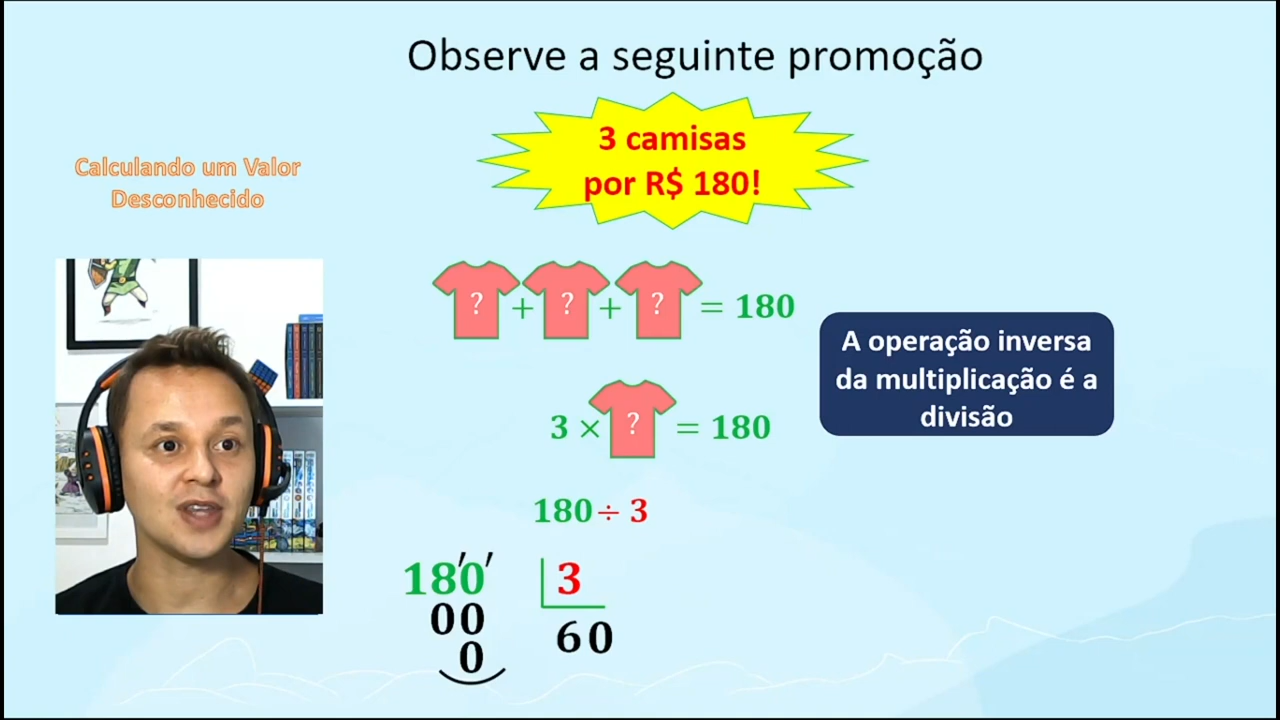 Observe a seguinte promoção
3 camisas
por R$ 180!
Calculando um Valor
Desconhecido
? + ? + ? = 180
A operação inversa
da multiplicação é a
divisão
3 × ? = 180
180 ÷ 3
180 3
00 60
0